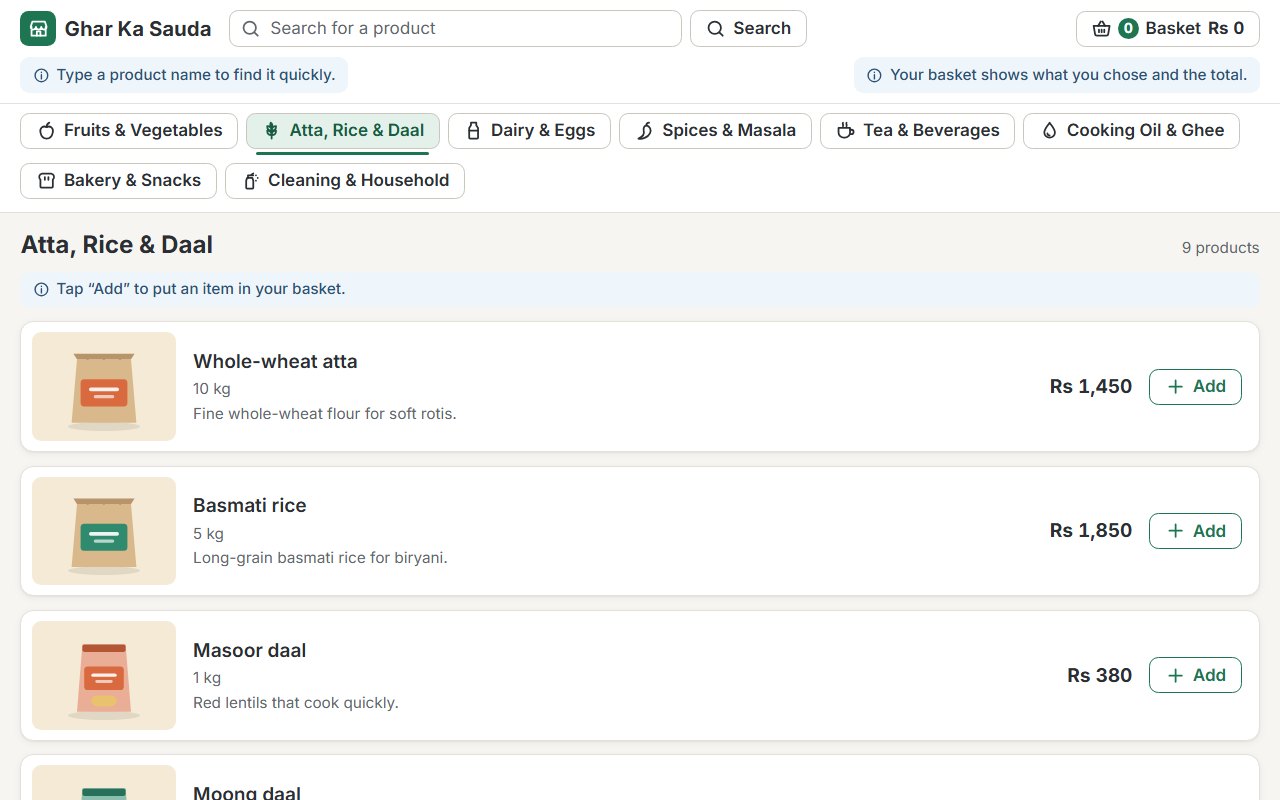 Ghar Ka Sauda
Search for a product
Search
0 Basket Rs 0
Type a product name to find it quickly.
Your basket shows what you chose and the total.
Fruits & Vegetables
Atta, Rice & Daal
Dairy & Eggs
Spices & Masala
Tea & Beverages
Cooking Oil & Ghee
Bakery & Snacks
Cleaning & Household
Atta, Rice & Daal
9 products
Tap “Add” to put an item in your basket.
Whole-wheat atta
10 kg
Fine whole-wheat flour for soft rotis.
Rs 1,450
Add
Basmati rice
5 kg
Long-grain basmati rice for biryani.
Rs 1,850
Add
Masoor daal
1 kg
Red lentils that cook quickly.
Rs 380
Add
Moong daal